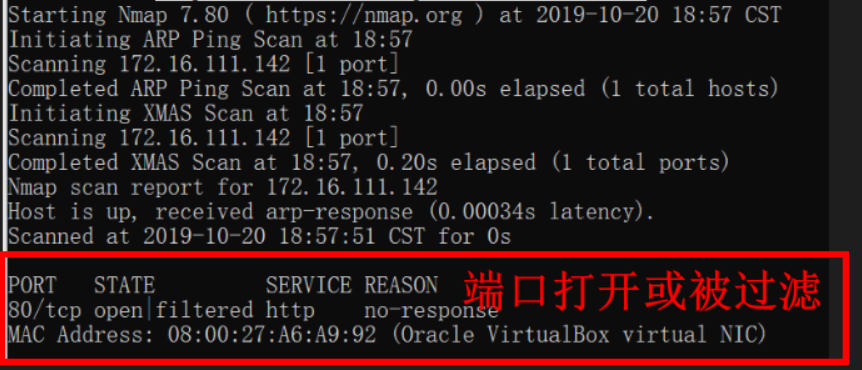 Starting Nmap 7.80 ( https://nmap.org ) at 2019-10-20 18:57 CST
Initiating ARP Ping Scan at 18:57
Scanning 172.16.111.142 [1 port]
Completed ARP Ping Scan at 18:57, 0.00s elapsed (1 total hosts)
Initiating XMAS Scan at 18:57
Scanning 172.16.111.142 [1 port]
Completed XMAS Scan at 18:57, 0.20s elapsed (1 total ports)
Nmap scan report for 172.16.111.142
Host is up, received arp-response (0.00034s latency).
Scanned at 2019-10-20 18:57:51 CST for 0s
PORT STATE SERVICE REASON 端口打开或被过滤
80/tcp open|filtered http no-response
MAC Address: 08:00:27:A6:A9:92 (Oracle VirtualBox virtual NIC)